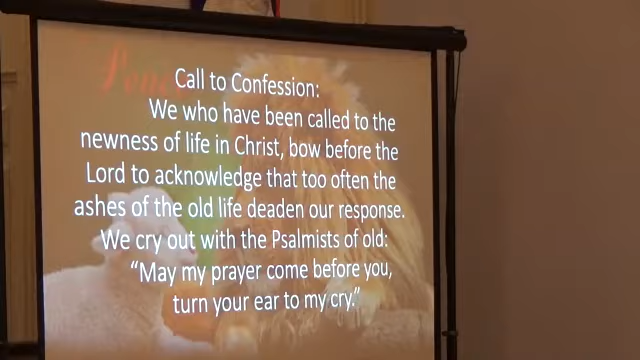 Peace
Call to Confession:
We who have been called to the
newness of life in Christ, bow before the
Lord to acknowledge that too often the
ashes of the old life deaden our response.
We cry out with the Psalmists of old:
“May my prayer come before you,
turn your ear to my cry.”